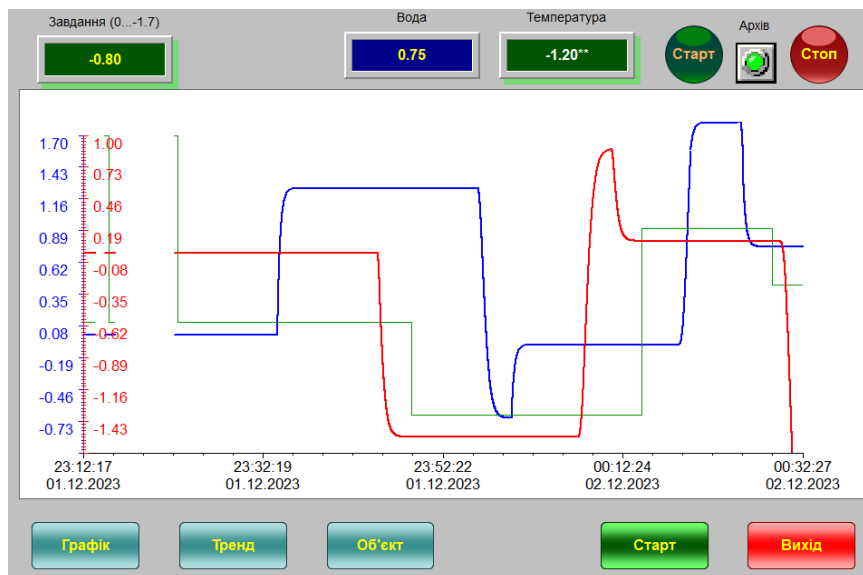 Завдання (0...-1.7)
Вода
Температура
Архів
-0.80
0.75
-1.20**
Старт
Стоп
1.70 1.00
1.43 0.73
1.16 0.46
0.89 0.19
0.62 -0.08
0.35 -0.35
0.08 -0.62
-0.19 -0.89
-0.46 -1.16
-0.73 -1.43
23:12:17 23:32:19 23:52:22 00:12:24 00:32:27
01.12.2023 01.12.2023 01.12.2023 02.12.2023 02.12.2023
Графік
Тренд
Об'єкт
Старт
Вихід